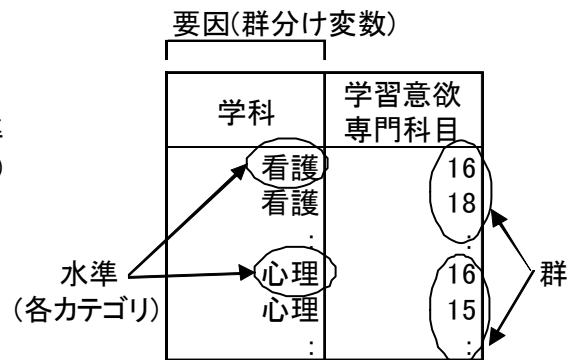 要因(群分け変数)
学科
学習意欲
専門科目
看護 16
看護 18
: :
水準
(各カテゴリ)
心理 16
心理 15
: :
群
)